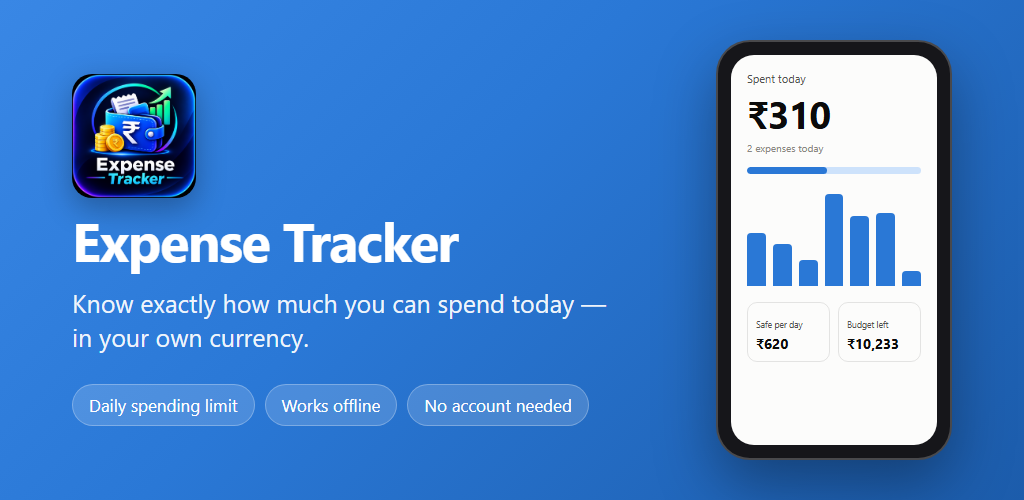 ₹
Expense
Tracker
Expense Tracker
Know exactly how much you can spend today —
in your own currency.
Daily spending limit
Works offline
No account needed
Spent today
₹310
2 expenses today
Safe per day
₹620
Budget left
₹10,233